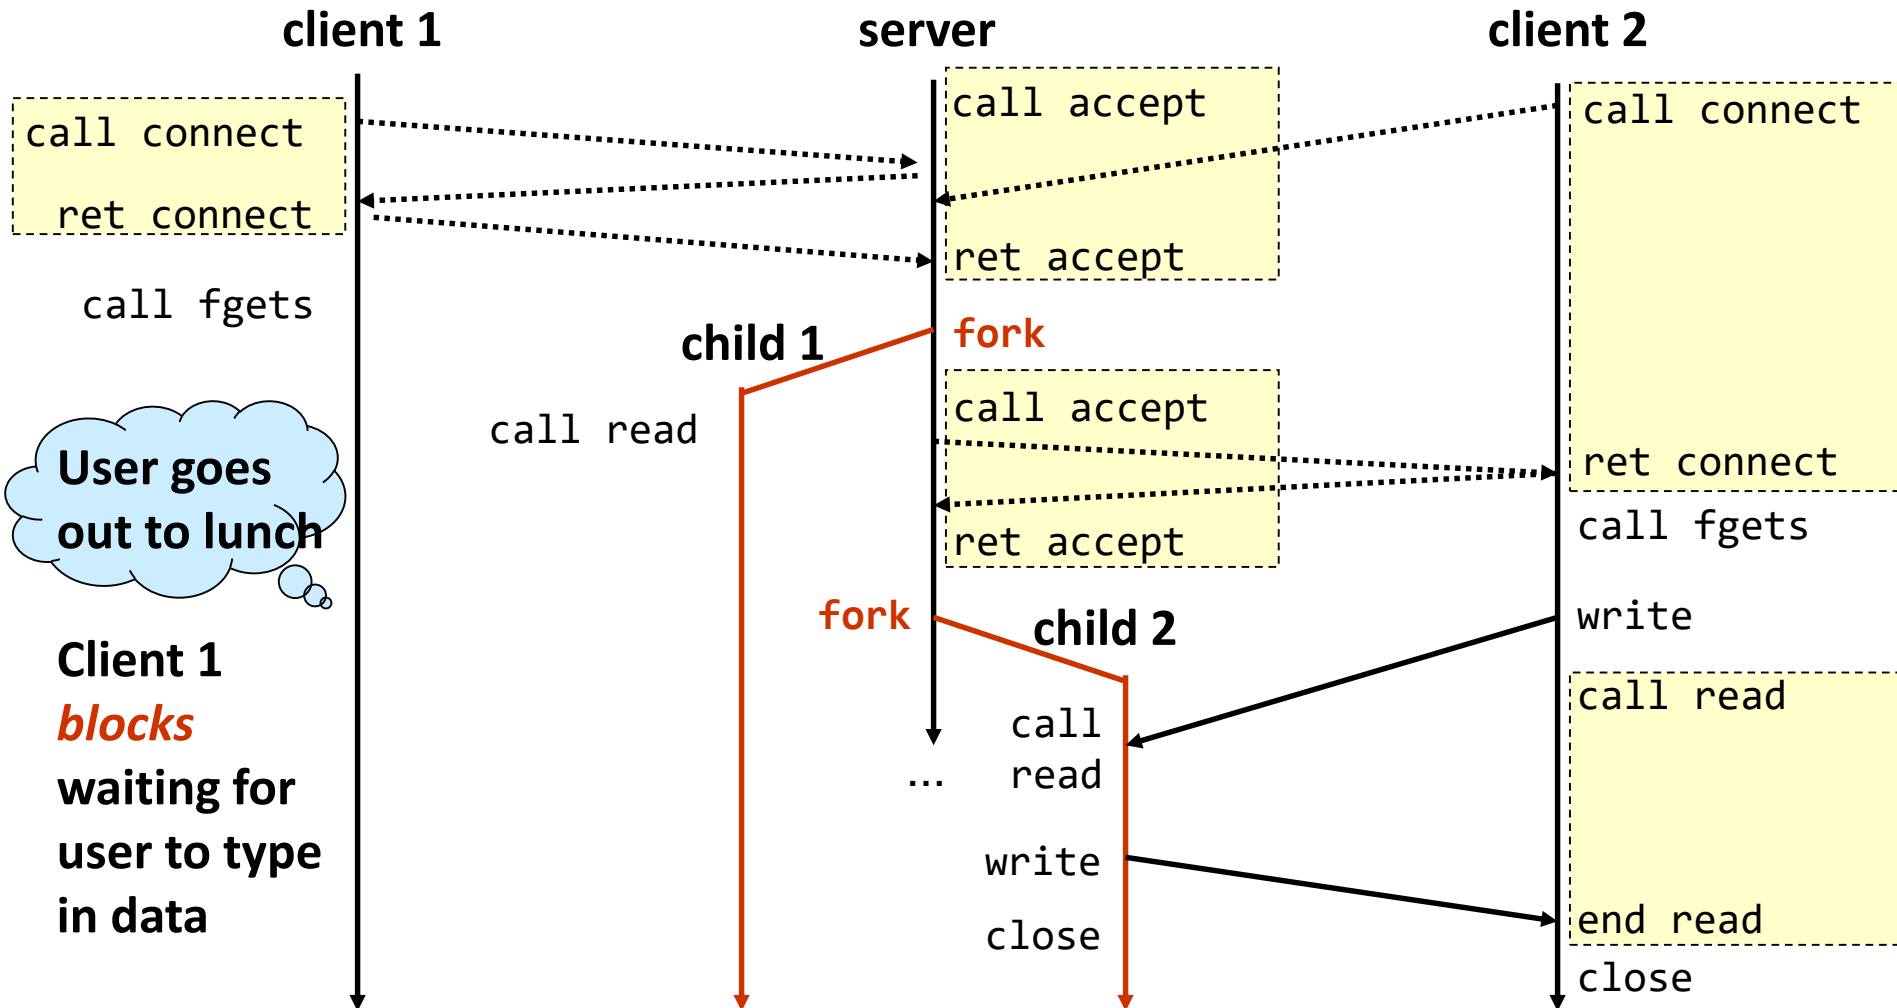 client 1
server
client 2
call connect
ret connect
call fgets
User goes
out to lunch
Client 1
blocks
waiting for
user to type
in data
child 1
call read
call accept
ret accept
fork
call accept
ret accept
fork
child 2
...
call
read
write
close
call connect
ret connect
call fgets
write
call read
end read
close